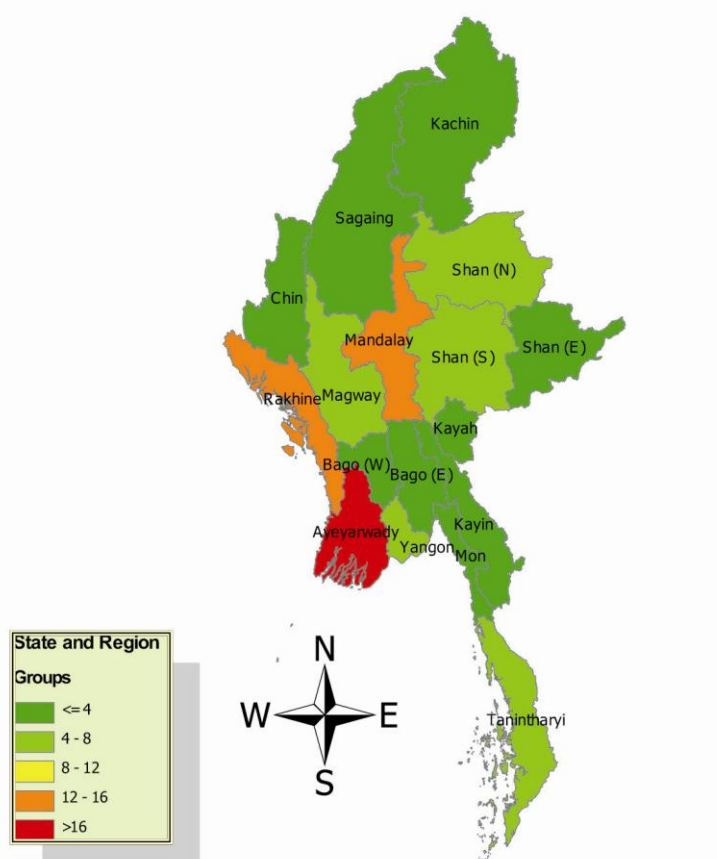 Kachin
Sagaing
Shan (N)
Chin
Mandalay
Shan (S)
Shan (E)
Rakhine
Magway
Kayah
Bago (W)
Bago (E)
Ayeyarwady
Yangon
Kayin
Mon
Tanintharyi
N
W
E
S
State and Region
Groups
<= 4
4 - 8
8 - 12
12 - 16
>16